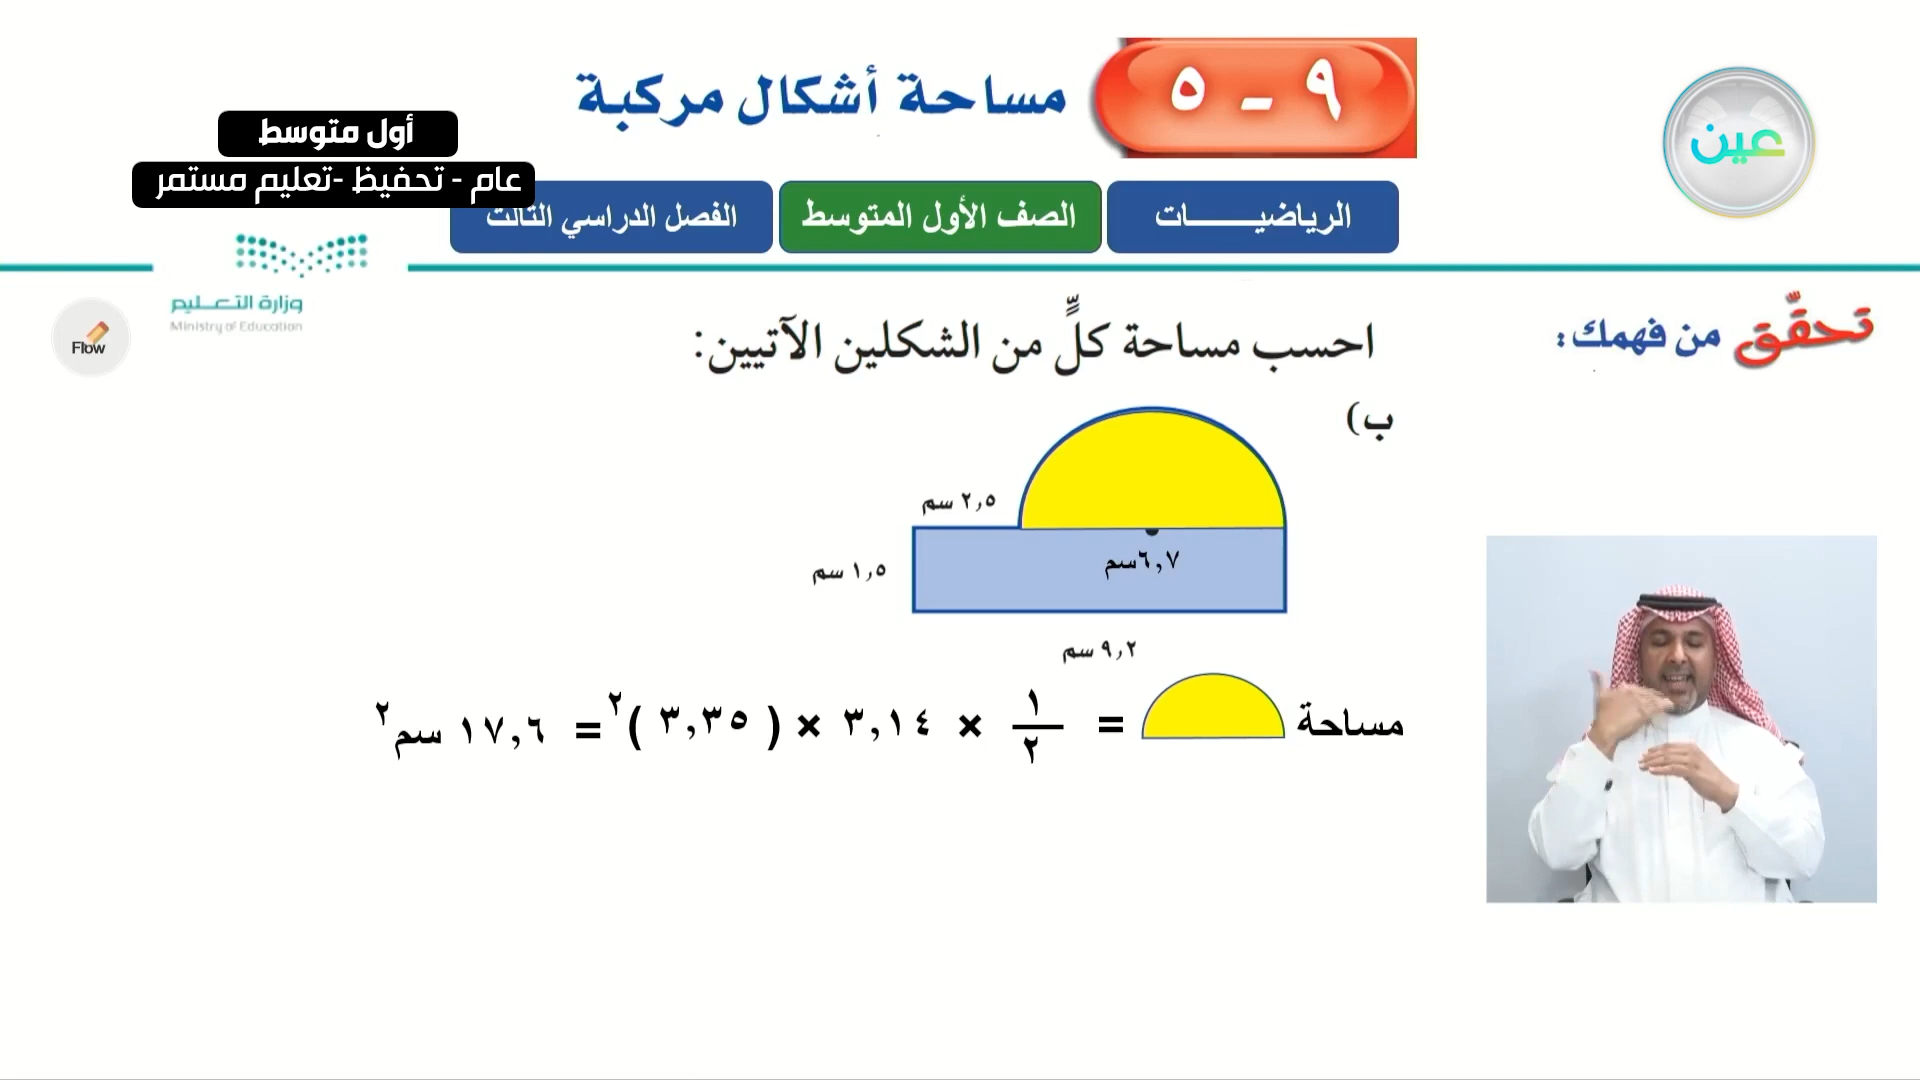 ٩ - ٥
مساحة أشكال مركبة
عين
أول متوسط
عام - تحفيظ -تعليم مستمر
الرياضيـــــــات
الصف الأول المتوسط
الفصل الدراسي الثالث
وزارة التعـــليم
Ministry of Education
Flow
تحقّق من فهمك:
احسب مساحة كلٍّ من الشكلين الآتيين:
ب)
٢,٥ سم
٦,٧سم
١,٥ سم
٩,٢ سم
مساحة = ١/٢ × ٣,١٤ × ( ٣,٣٥ )٢ = ١٧,٦ سم٢